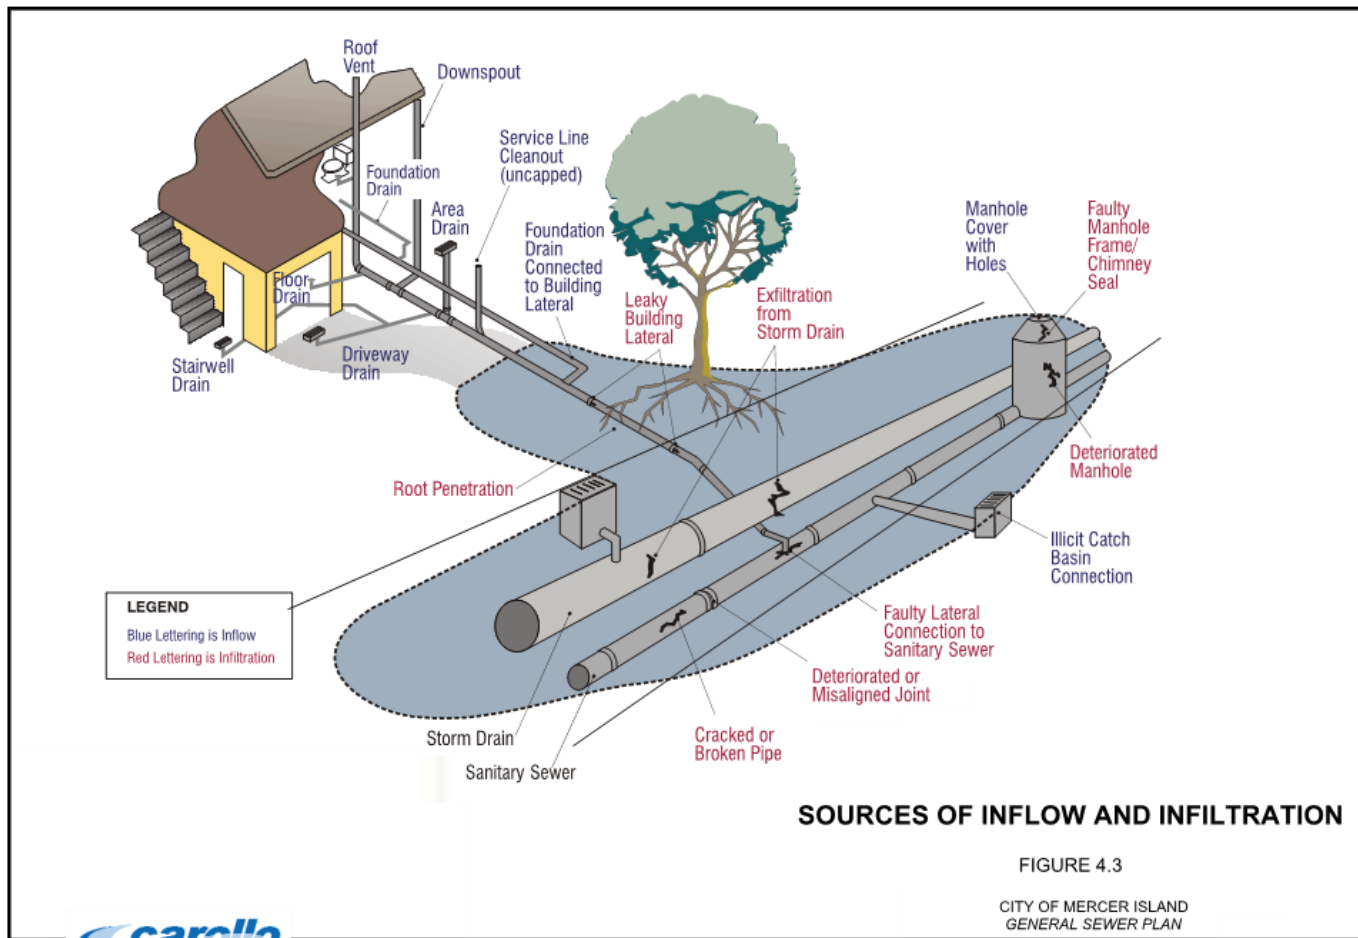 Roof
Vent
Downspout
Service Line
Cleanout
(uncapped)
Foundation
Drain
Area
Drain
Foundation
Drain
Connected
to Building
Lateral
Manhole
Cover
with
Holes
Faulty
Manhole
Frame/
Chimney
Seal
Floor
Drain
Leaky
Building
Lateral
Exfiltration
from
Storm Drain
Stairwell
Drain
Driveway
Drain
Deteriorated
Manhole
Root Penetration
Illicit Catch
Basin
Connection
LEGEND
Blue Lettering is Inflow
Red Lettering is Infiltration
Faulty Lateral
Connection to
Sanitary Sewer
Deteriorated or
Misaligned Joint
Storm Drain
Cracked or
Broken Pipe
Sanitary Sewer
SOURCES OF INFLOW AND INFILTRATION
FIGURE 4.3
CITY OF MERCER ISLAND
GENERAL SEWER PLAN
carollo